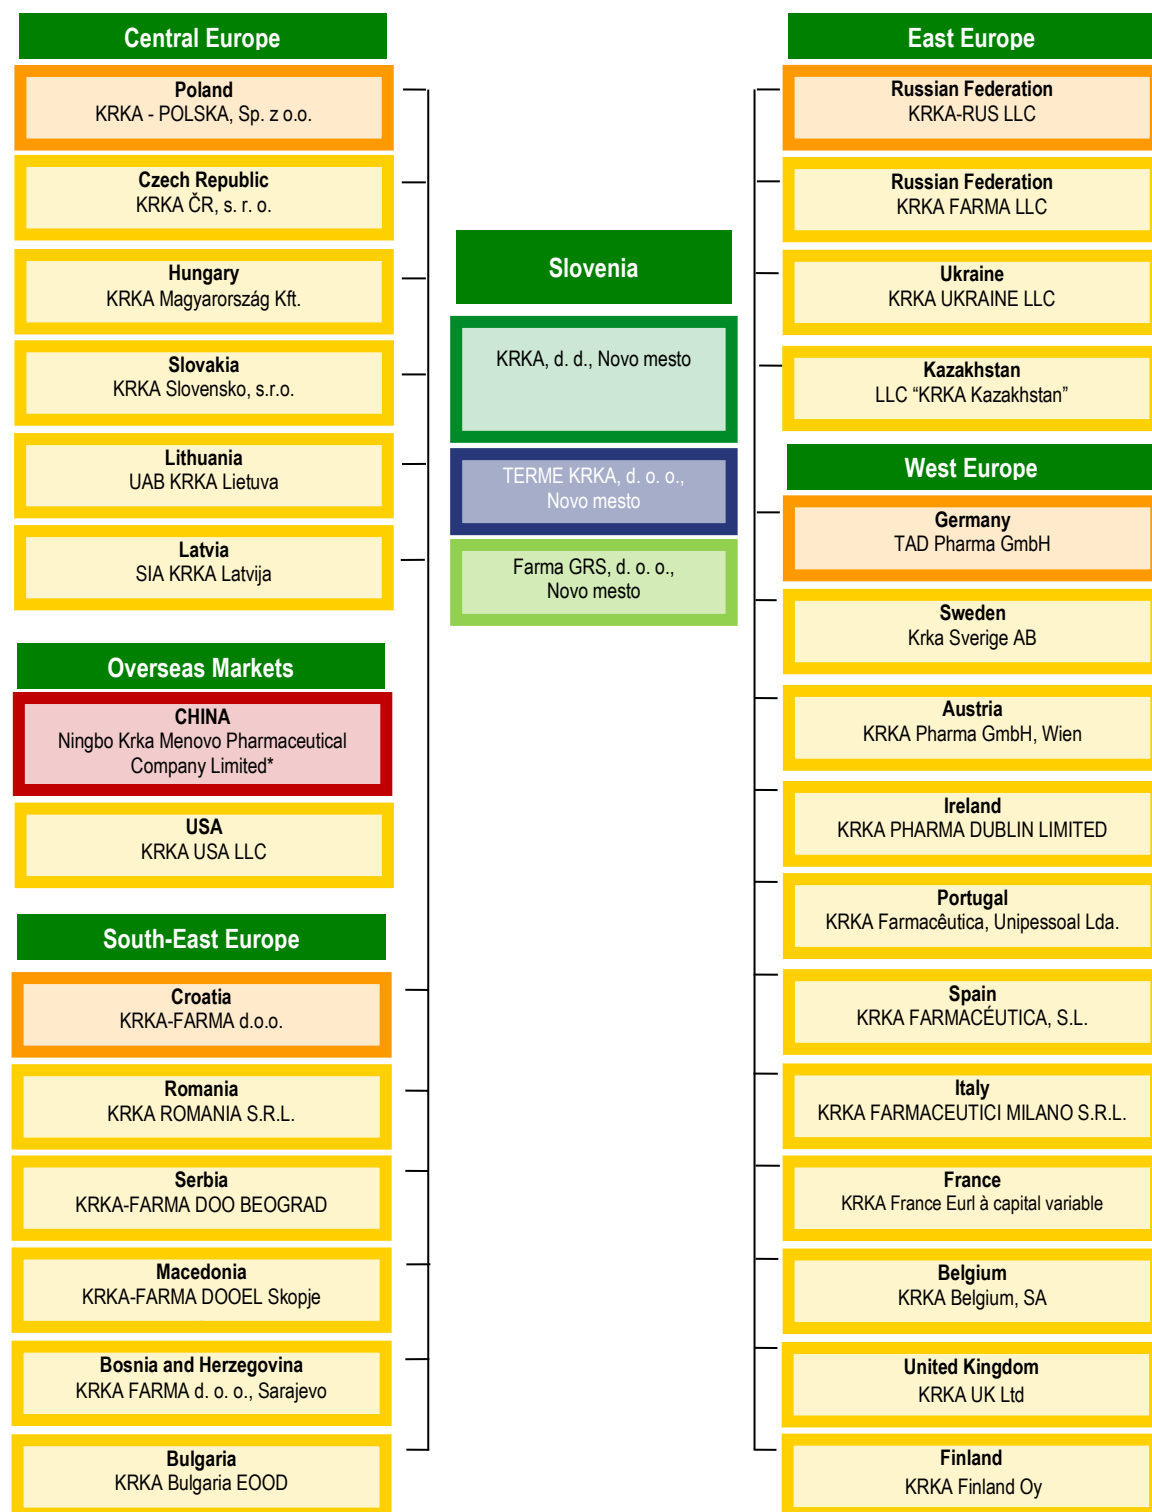 Central Europe
Poland
KRKA - POLSKA, Sp. z o.o.
Czech Republic
KRKA ČR, s. r. o.
Hungary
KRKA Magyarország Kft.
Slovakia
KRKA Slovensko, s.r.o.
Lithuania
UAB KRKA Lietuva
Latvia
SIA KRKA Latvija
Overseas Markets
CHINA
Ningbo Krka Menovo Pharmaceutical
Company Limited*
USA
KRKA USA LLC
South-East Europe
Croatia
KRKA-FARMA d.o.o.
Romania
KRKA ROMANIA S.R.L.
Serbia
KRKA-FARMA DOO BEOGRAD
Macedonia
KRKA-FARMA DOOEL Skopje
Bosnia and Herzegovina
KRKA FARMA d. o. o., Sarajevo
Bulgaria
KRKA Bulgaria EOOD
Slovenia
KRKA, d. d., Novo mesto
TERME KRKA, d. o. o.,
Novo mesto
Farma GRS, d. o. o.,
Novo mesto
East Europe
Russian Federation
KRKA-RUS LLC
Russian Federation
KRKA FARMA LLC
Ukraine
KRKA UKRAINE LLC
Kazakhstan
LLC “KRKA Kazakhstan”
West Europe
Germany
TAD Pharma GmbH
Sweden
Krka Sverige AB
Austria
KRKA Pharma GmbH, Wien
Ireland
KRKA PHARMA DUBLIN LIMITED
Portugal
KRKA Farmacêutica, Unipessoal Lda.
Spain
KRKA FARMACÉUTICA, S.L.
Italy
KRKA FARMACEUTICI MILANO S.R.L.
France
KRKA France Eurl à capital variable
Belgium
KRKA Belgium, SA
United Kingdom
KRKA UK Ltd
Finland
KRKA Finland Oy